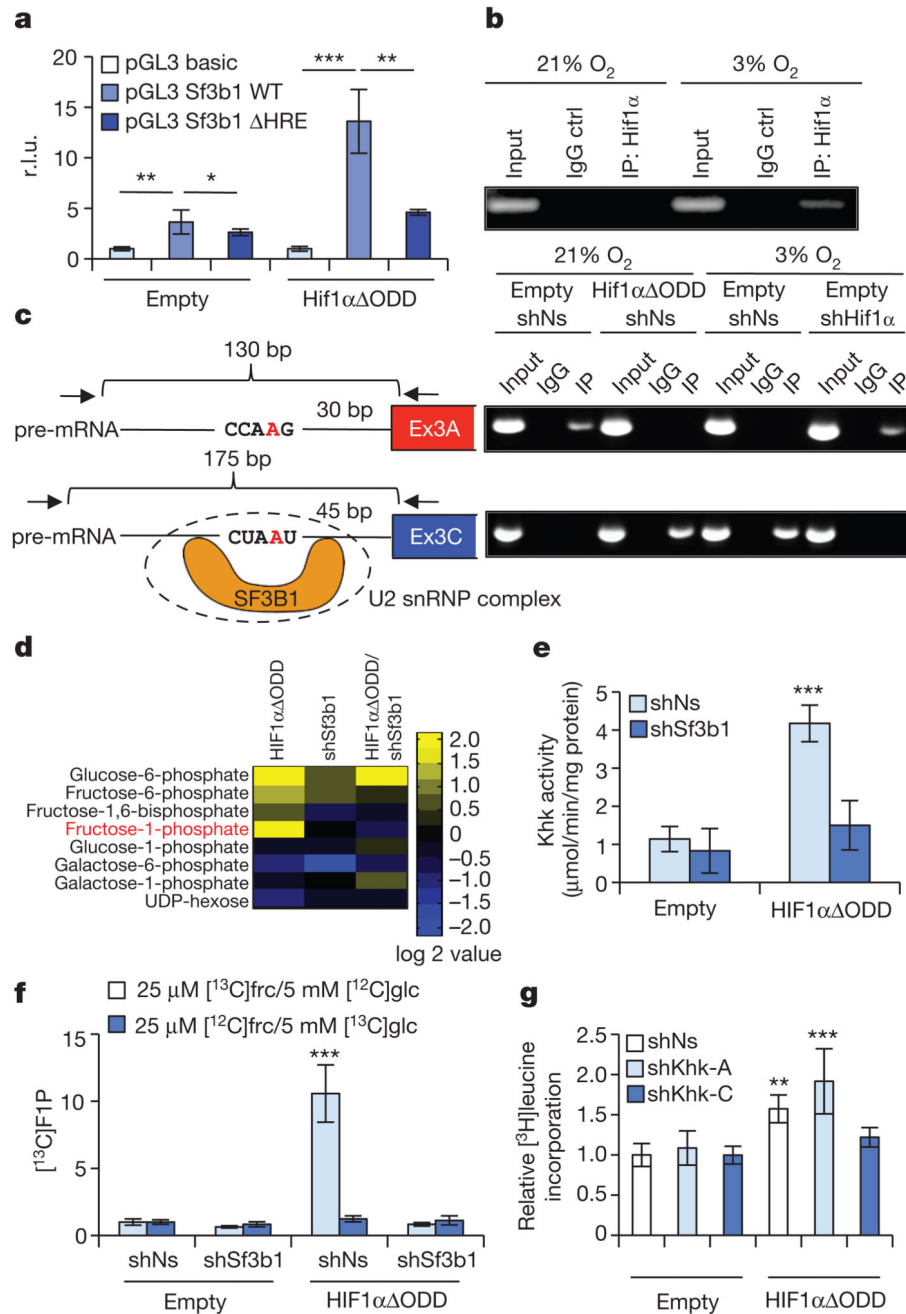 a
r.l.u.
20
15
10
5
0
pGL3 basic
pGL3 Sf3b1 WT
pGL3 Sf3b1 ΔHRE
** *
*** **
Empty
Hif1αΔODD
b
21% O2 3% O2
Input
IgG ctrl
IP: Hif1α
Input
IgG ctrl
IP: Hif1α
21% O2 3% O2
Empty Hif1αΔODD Empty Empty
shNs shNs shNs shHif1α
Input IgG IP Input IgG IP Input IgG IP Input IgG IP
c
130 bp
30 bp
pre-mRNA CCAAG Ex3A
175 bp
45 bp
pre-mRNA CUAAU Ex3C
SF3B1
U2 snRNP complex
d
HIF1αΔODD
shSf3b1
HIF1αΔODD/
shSf3b1
Glucose-6-phosphate
Fructose-6-phosphate
Fructose-1,6-bisphosphate
Fructose-1-phosphate
Glucose-1-phosphate
Galactose-6-phosphate
Galactose-1-phosphate
UDP-hexose
2.0
1.5
1.0
0.5
0
−0.5
−1.0
−1.5
−2.0
log 2 value
e
Khk activity
(μmol/min/mg protein)
5
4
3
2
1
0
shNs
shSf3b1
***
Empty
HIF1αΔODD
f
25 μM [13C]frc/5 mM [12C]glc
25 μM [12C]frc/5 mM [13C]glc
[13C]F1P
15
10
5
0
***
shNs shSf3b1 shNs shSf3b1
Empty HIF1αΔODD
g
Relative [3H]leucine
incorporation
2.5
2.0
1.5
1.0
0.5
0
shNs
shKhk-A
shKhk-C
** ***
Empty HIF1αΔODD